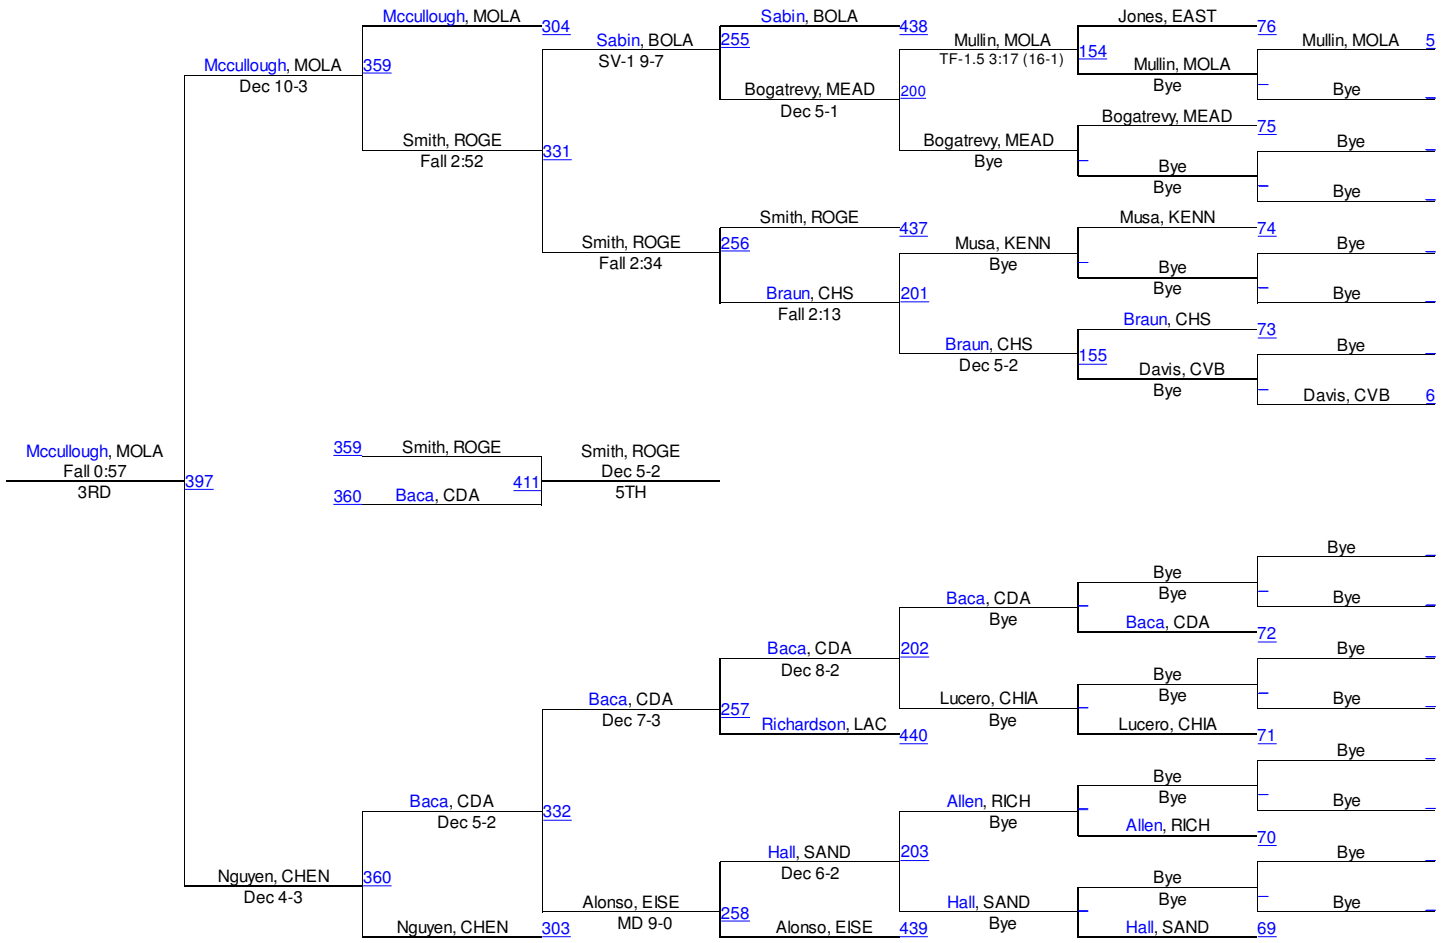 Mccullough, MOLA
304
Sabin, BOLA
438
Jones, EAST
76
Sabin, BOLA
255
Mullin, MOLA
Mullin, MOLA
5
SV-1 9-7
TF-1.5 3:17 (16-1)
154
Mccullough, MOLA
359
Mullin, MOLA
Dec 10-3
Bye
_
Bye
_
Bogatrevy, MEAD
200
Dec 5-1
Bogatrevy, MEAD
75
Smith, ROGE
331
Bogatrevy, MEAD
Bye
_
Fall 2:52
Bye
_
Bye
Bye
_
Bye
_
Smith, ROGE
437
Musa, KENN
74
Smith, ROGE
256
Musa, KENN
Bye
_
Fall 2:34
Bye
_
Bye
Bye
_
Bye
_
Braun, CHS
201
Fall 2:13
Braun, CHS
73
Braun, CHS
Bye
_
Dec 5-2
155
Davis, CVB
Bye
_
Davis, CVB
6
Mccullough, MOLA
359
Smith, ROGE
Smith, ROGE
Fall 0:57
Dec 5-2
397
411
3RD
360
Baca, CDA
5TH
Bye
_
Bye
Bye
_
Bye
_
Baca, CDA
_
Bye
Baca, CDA
72
Baca, CDA
202
Bye
_
Dec 8-2
Bye
Bye
_
Bye
_
Baca, CDA
257
Lucero, CHIA
_
Dec 7-3
Bye
Richardson, LAC
440
Lucero, CHIA
71
Bye
_
Bye
Bye
_
Bye
_
Baca, CDA
332
Allen, RICH
_
Dec 5-2
Bye
Allen, RICH
70
Hall, SAND
203
Bye
_
Dec 6-2
Nguyen, CHEN
360
Bye
Dec 4-3
Bye
_
Bye
_
Alonso, EISE
258
Hall, SAND
_
MD 9-0
Bye
Nguyen, CHEN
303
Alonso, EISE
439
Hall, SAND
69